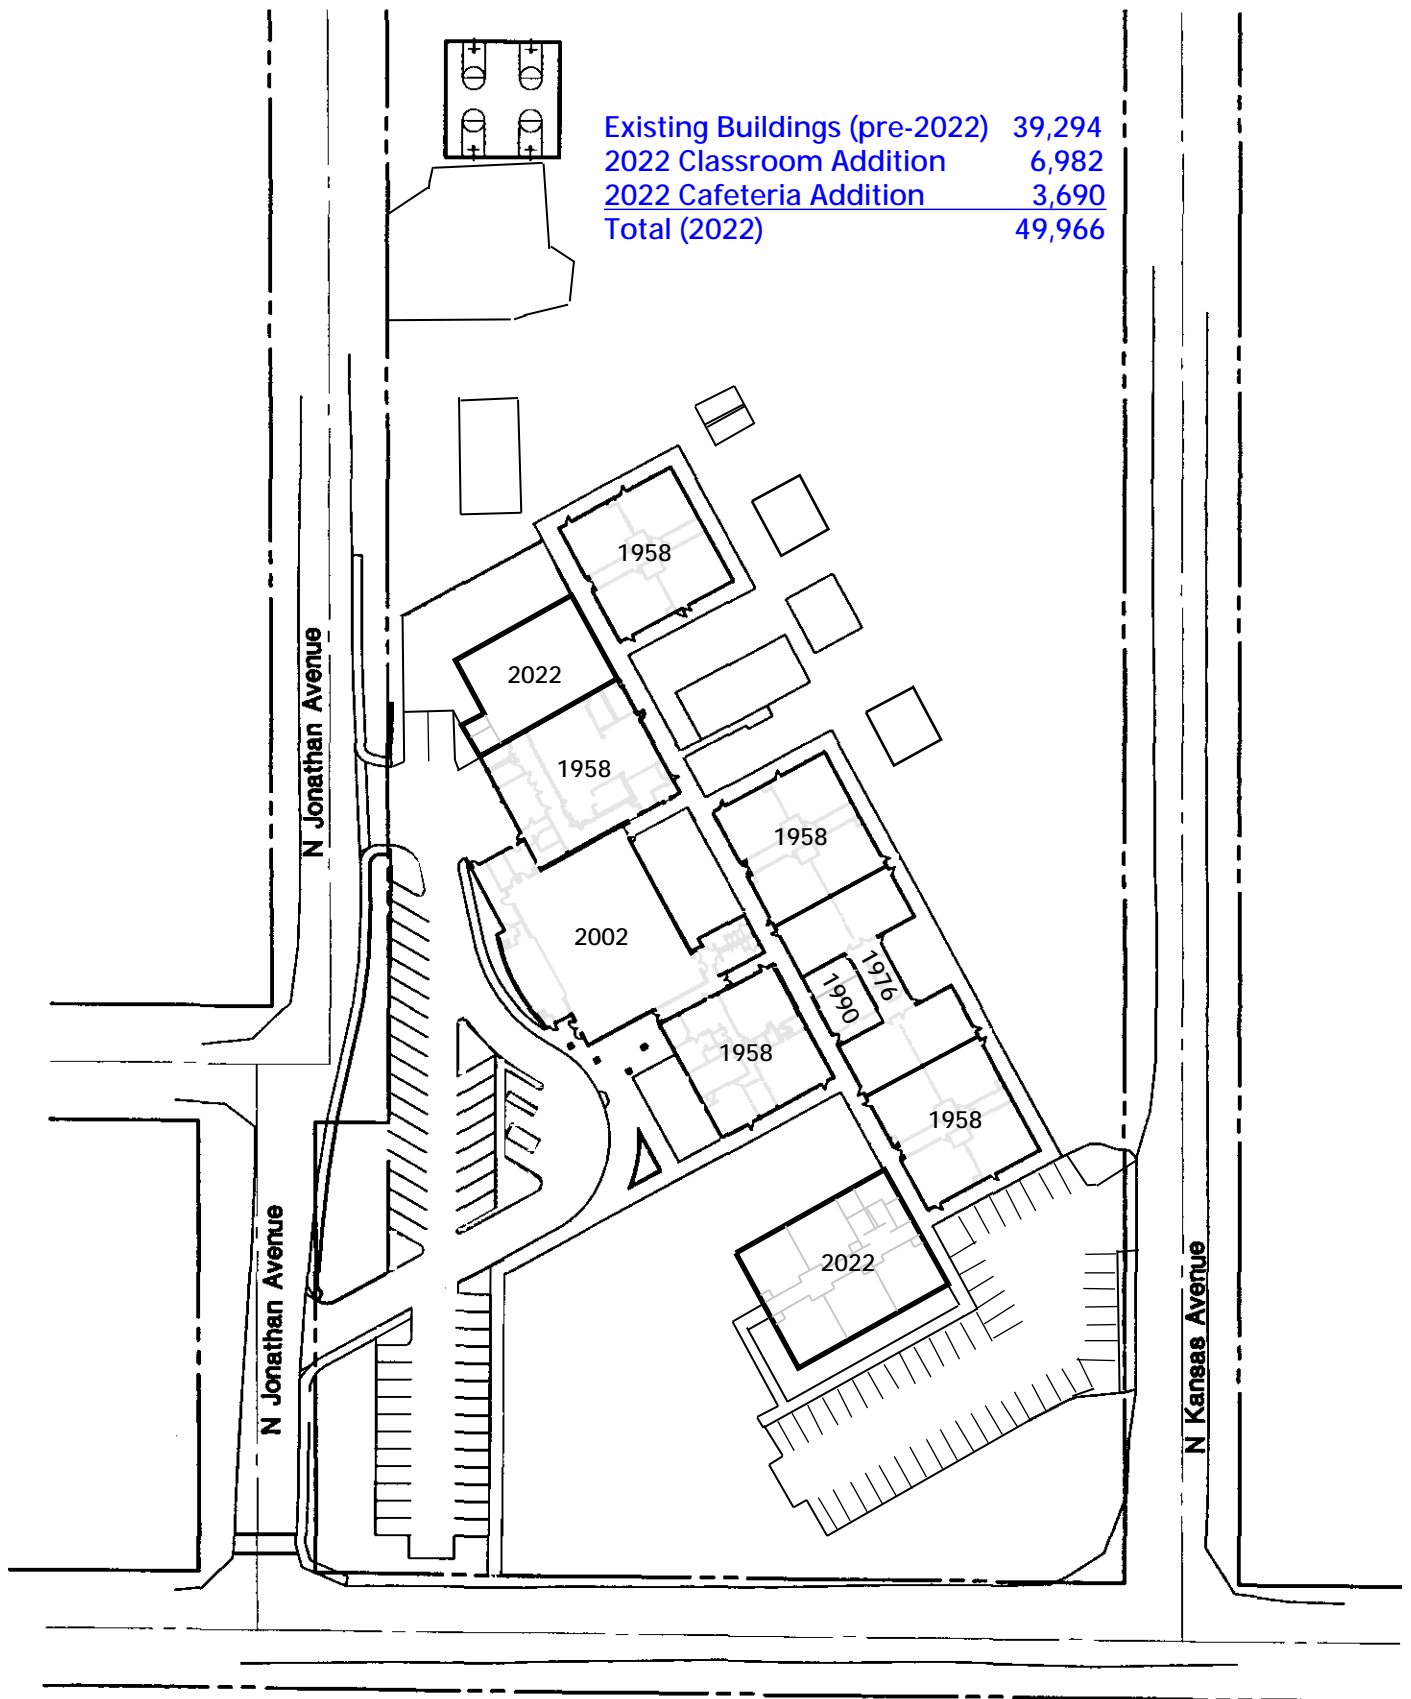 Existing Buildings (pre-2022) 39,294
2022 Classroom Addition 6,982
2022 Cafeteria Addition 3,690
Total (2022) 49,966
1958
2022
N Jonathan Avenue
1958
1958
2002
1976
1990
1958
1958
N Jonathan Avenue
2022
N Kansas Avenue